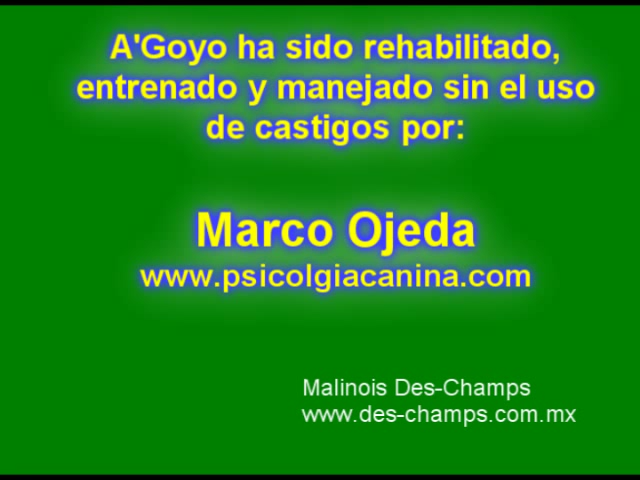 A'Goyo ha sido rehabilitado,
entrenado y manejado sin el uso
de castigos por:
Marco Ojeda
www.psicolgiacanina.com
Malinois Des-Champs
www.des-champs.com.mx